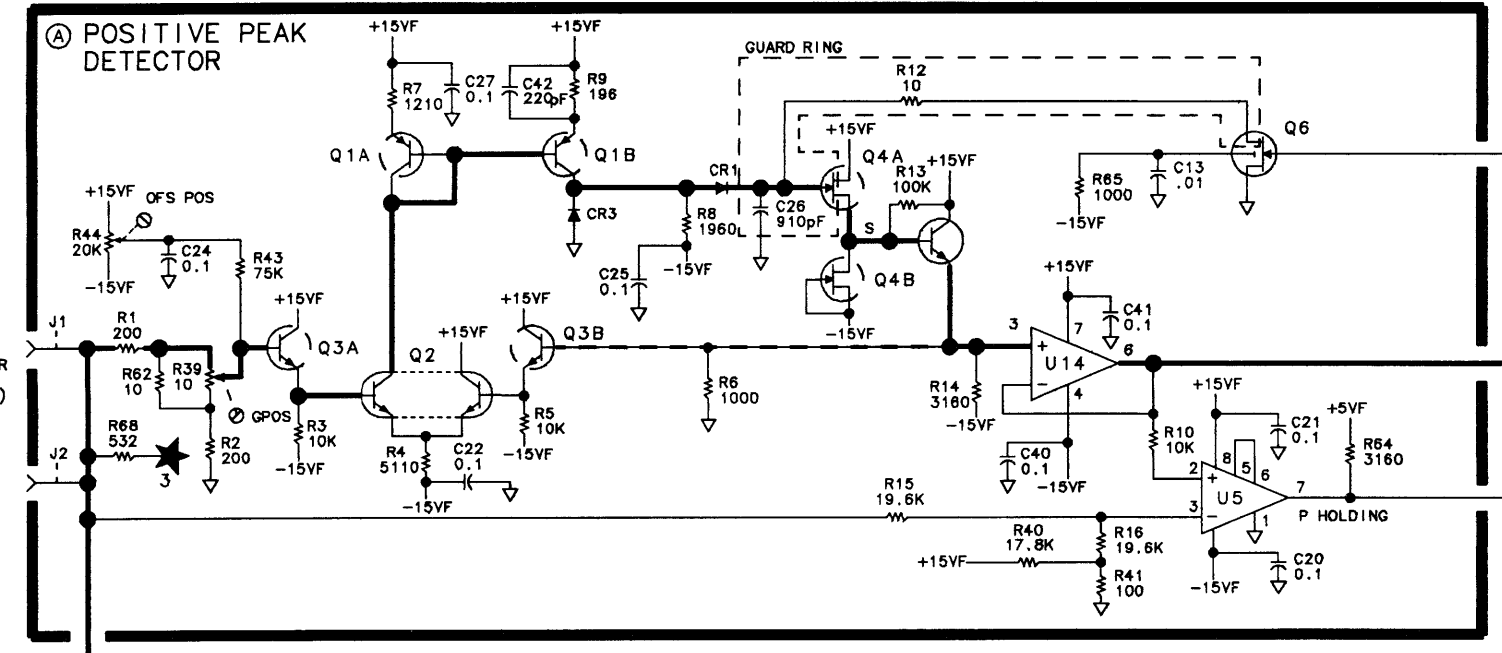 A POSITIVE PEAK
DETECTOR
+15VF
+15VF
GUARD RING
R7
1210
C27
0.1
C42
220pF
R9
196
R12
10
Q1A
Q1B
+15VF
Q4A
+15VF
Q6
CR1
R13
100K
R65
1000
C13
.01
-15VF
+15VF
OFS POS
R44
20K
-15VF
C24
0.1
R43
75K
CR3
R8
1960
C26
910pF
S
C25
0.1
-15VF
Q4B
-15VF
+15VF
C41
0.1
J1
R1
200
+15VF
Q3A
+15VF
+15VF
Q3B
Q2
3
7
+
U14
6
-
4
R
)
R62
10
R39
10
GPOS
R6
1000
R14
3160
-15VF
+15VF
+5VF
R68
532
3
R2
200
R3
10K
-15VF
R4
5110
C22
0.1
-15VF
R5
10K
-15VF
J2
C40
0.1
-15VF
R10
10K
C21
0.1
R64
3160
8
5
6
2
+
U5
7
3
-
1
P HOLDING
R15
19.6K
R40
17.8K
+15VF
R16
19.6K
R41
100
-15VF
C20
0.1